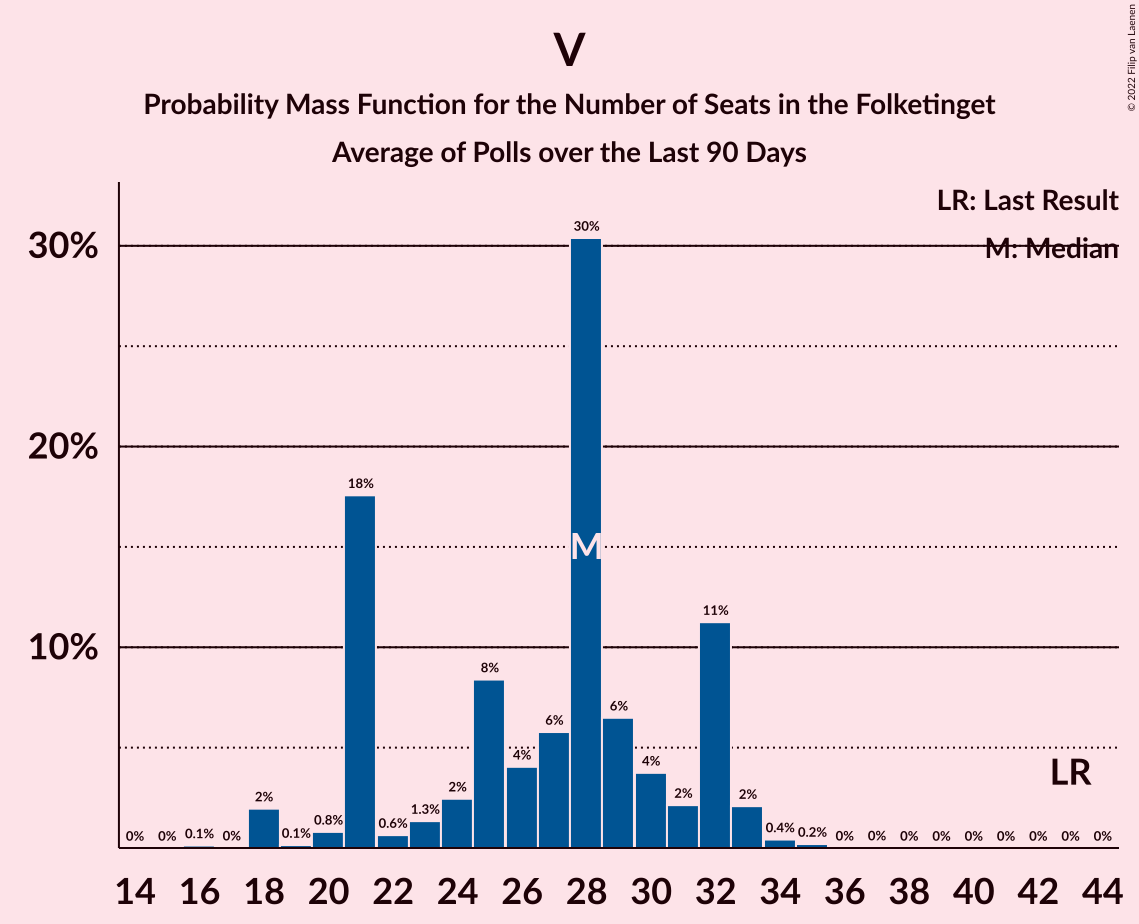 © 2022 Filip van Laenen
V
Probability Mass Function for the Number of Seats in the Folketinget
Average of Polls over the Last 90 Days
LR: Last Result
M: Median
30%
20%
10%
0% 0% 0.1% 0% 2% 0.1% 0.8% 18% 0.6% 1.3% 2% 8% 4% 6% 30% 6% 4% 2% 11% 2% 0.4% 0.2% 0% 0% 0% 0% 0% 0% 0% 0% 0%
M
LR
14 16 18 20 22 24 26 28 30 32 34 36 38 40 42 44